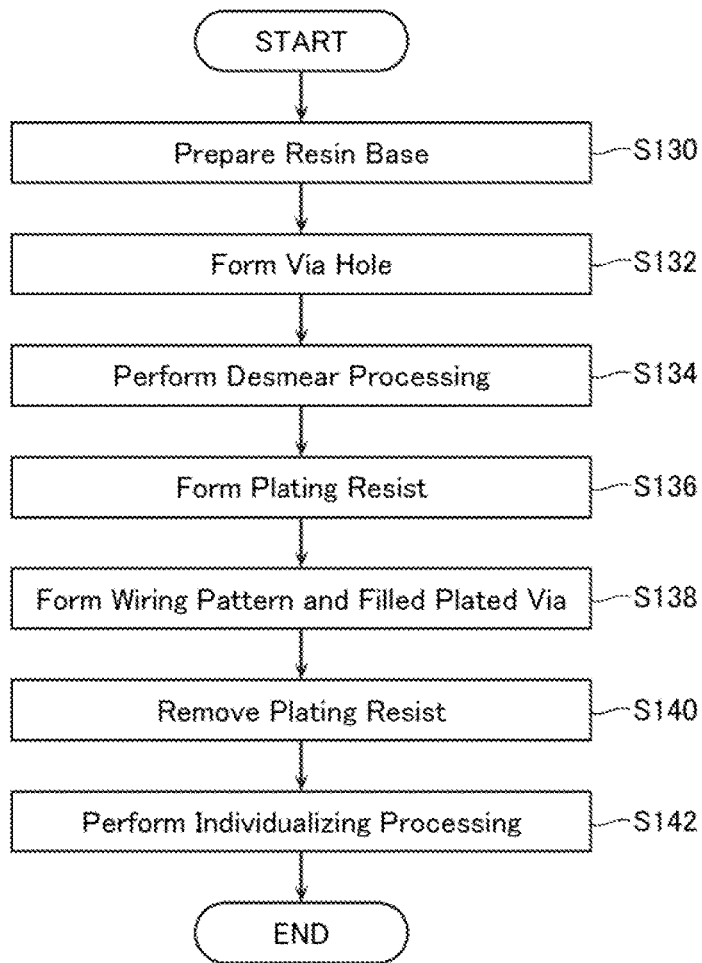 START
Prepare Resin Base S130
Form Via Hole S132
Perform Desmear Processing S134
Form Plating Resist S136
Form Wiring Pattern and Filled Plated Via S138
Remove Plating Resist S140
Perform Individualizing Processing S142
END